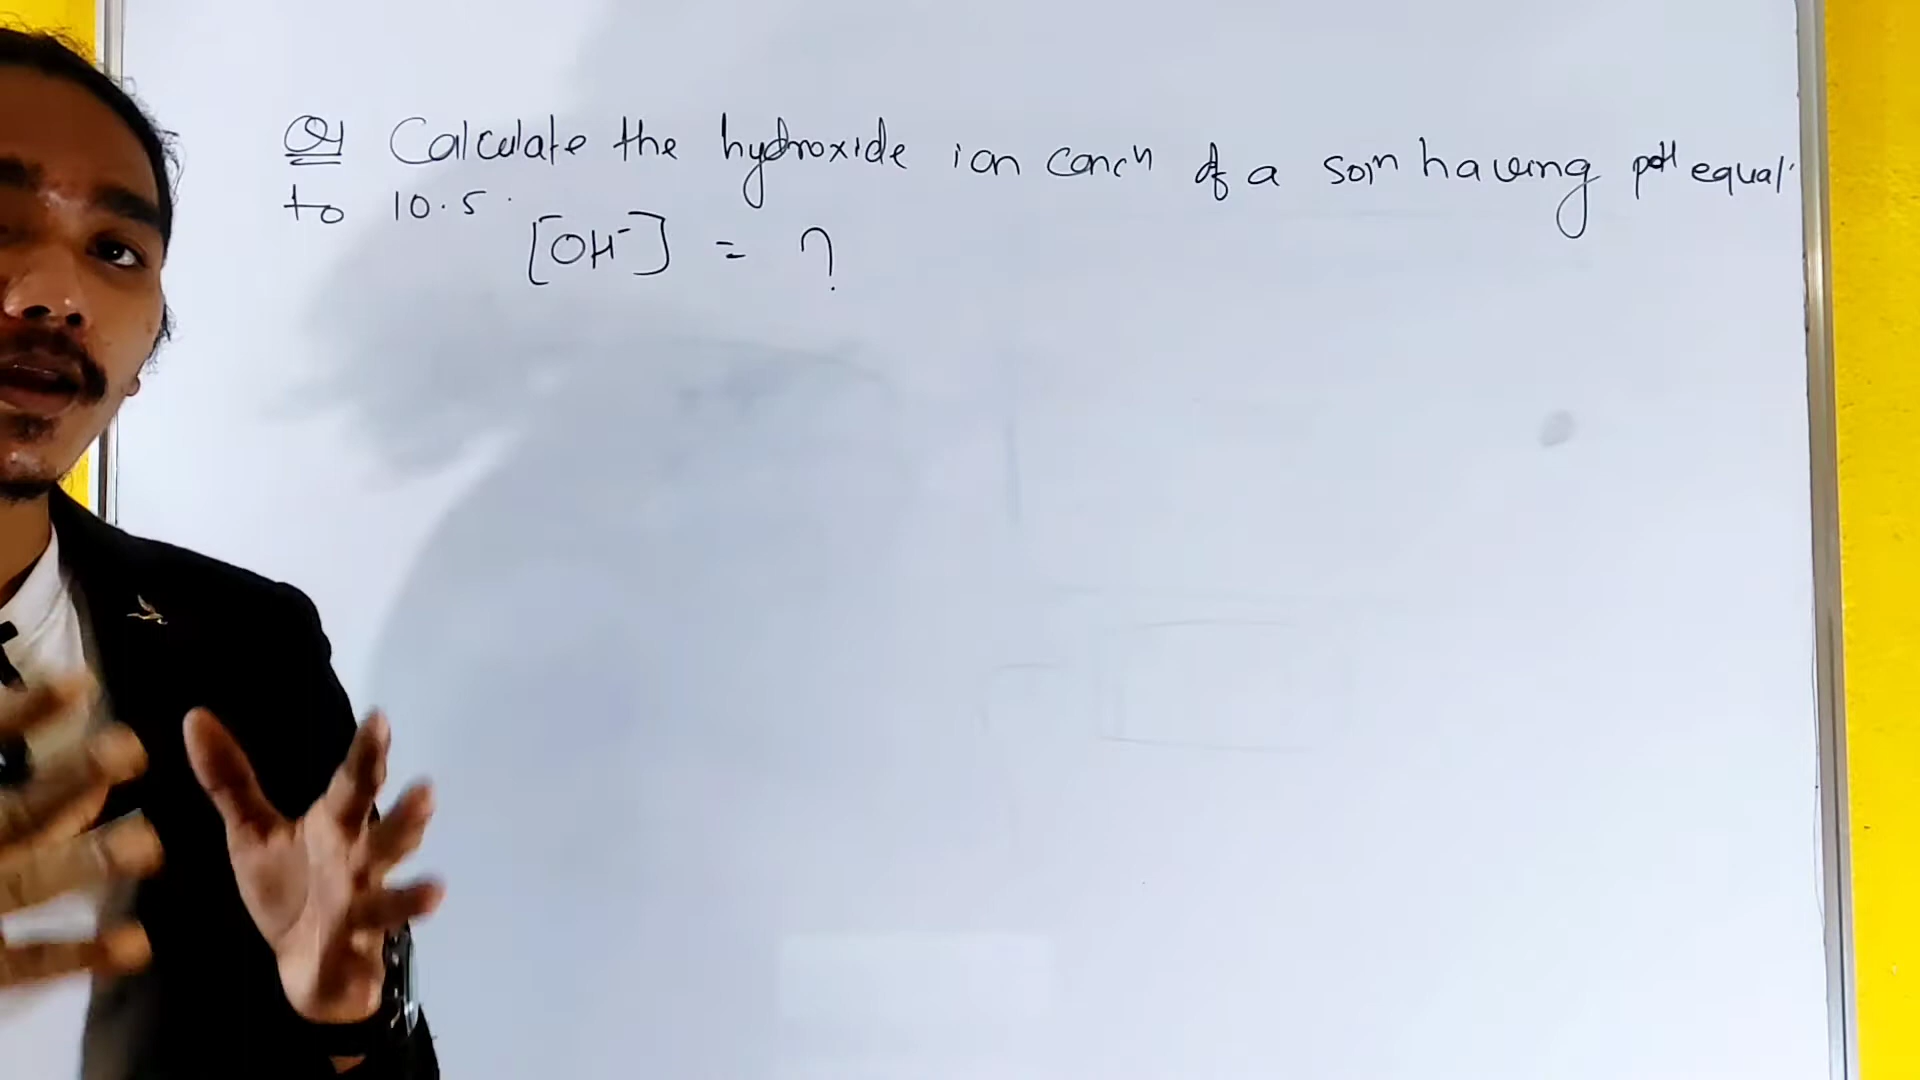 Q1 Calculate the hydroxide ion concn of a soln having pH equal
to 10.5.
[OH-] = ?